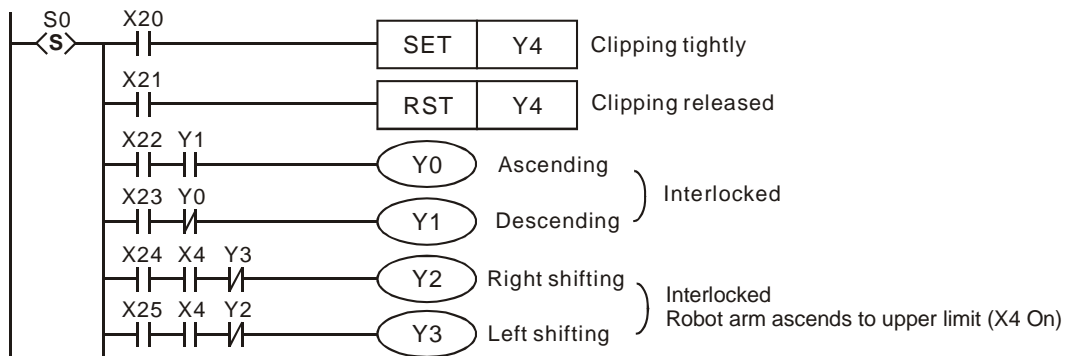 S0 X20
S SET Y4 Clipping tightly
X21
RST Y4 Clipping released
X22 Y1
Y0 Ascending
Interlocked
X23 Y0
Y1 Descending
X24 X4 Y3
Y2 Right shifting
Interlocked
Robot arm ascends to upper limit (X4 On)
X25 X4 Y2
Y3 Left shifting